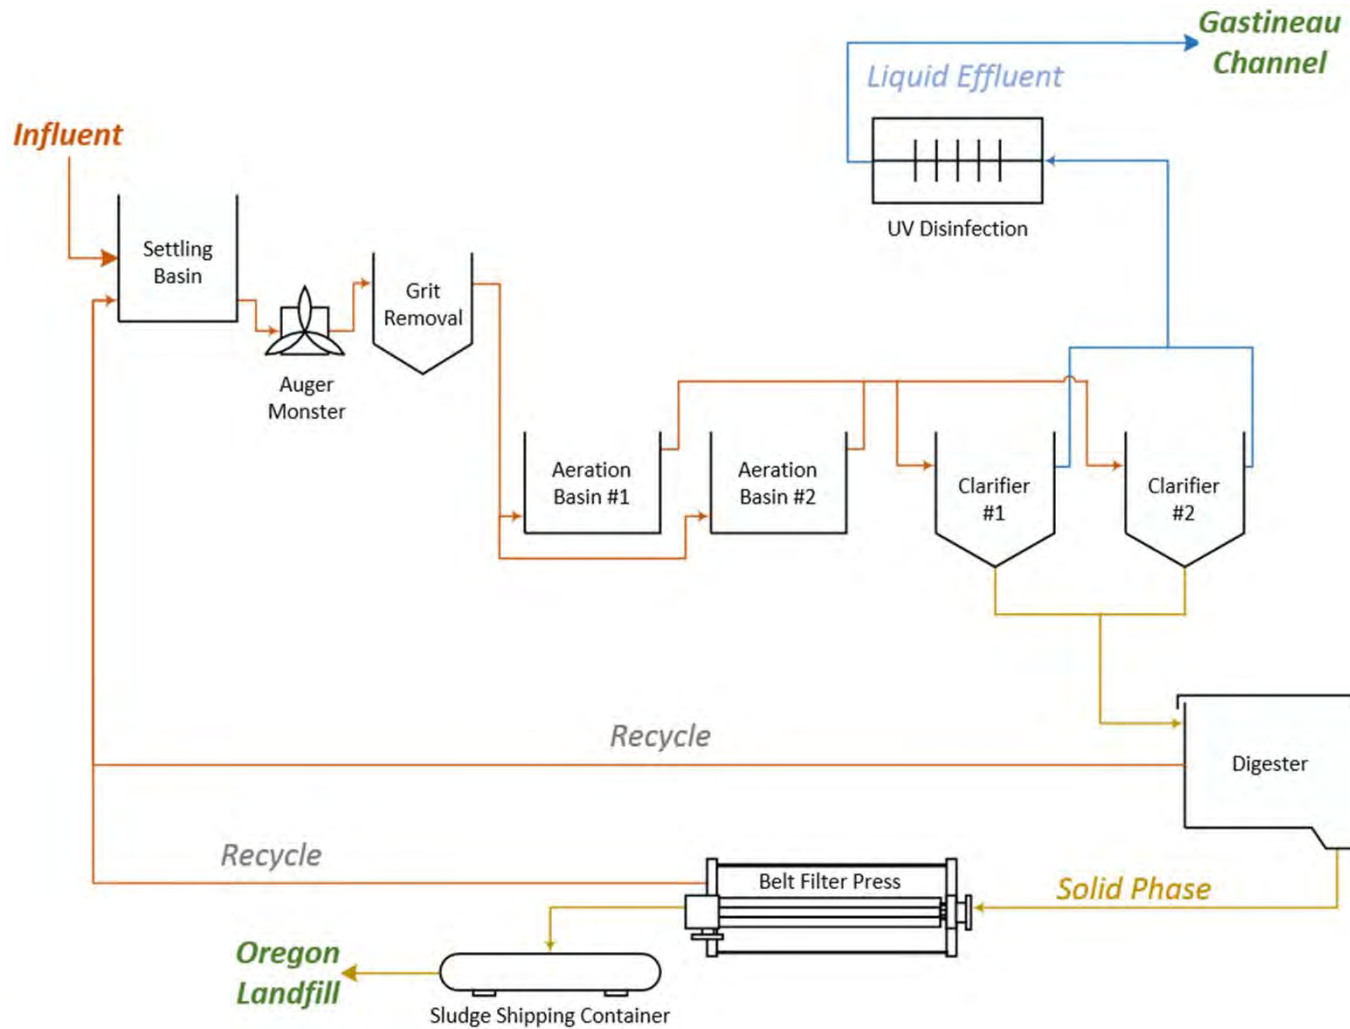 Gastineau
Channel
Liquid Effluent
Influent
UV Disinfection
Settling
Basin
Grit
Removal
Auger
Monster
Aeration
Basin #1
Aeration
Basin #2
Clarifier
#1
Clarifier
#2
Recycle
Digester
Recycle
Belt Filter Press
Solid Phase
Oregon
Landfill
Sludge Shipping Container